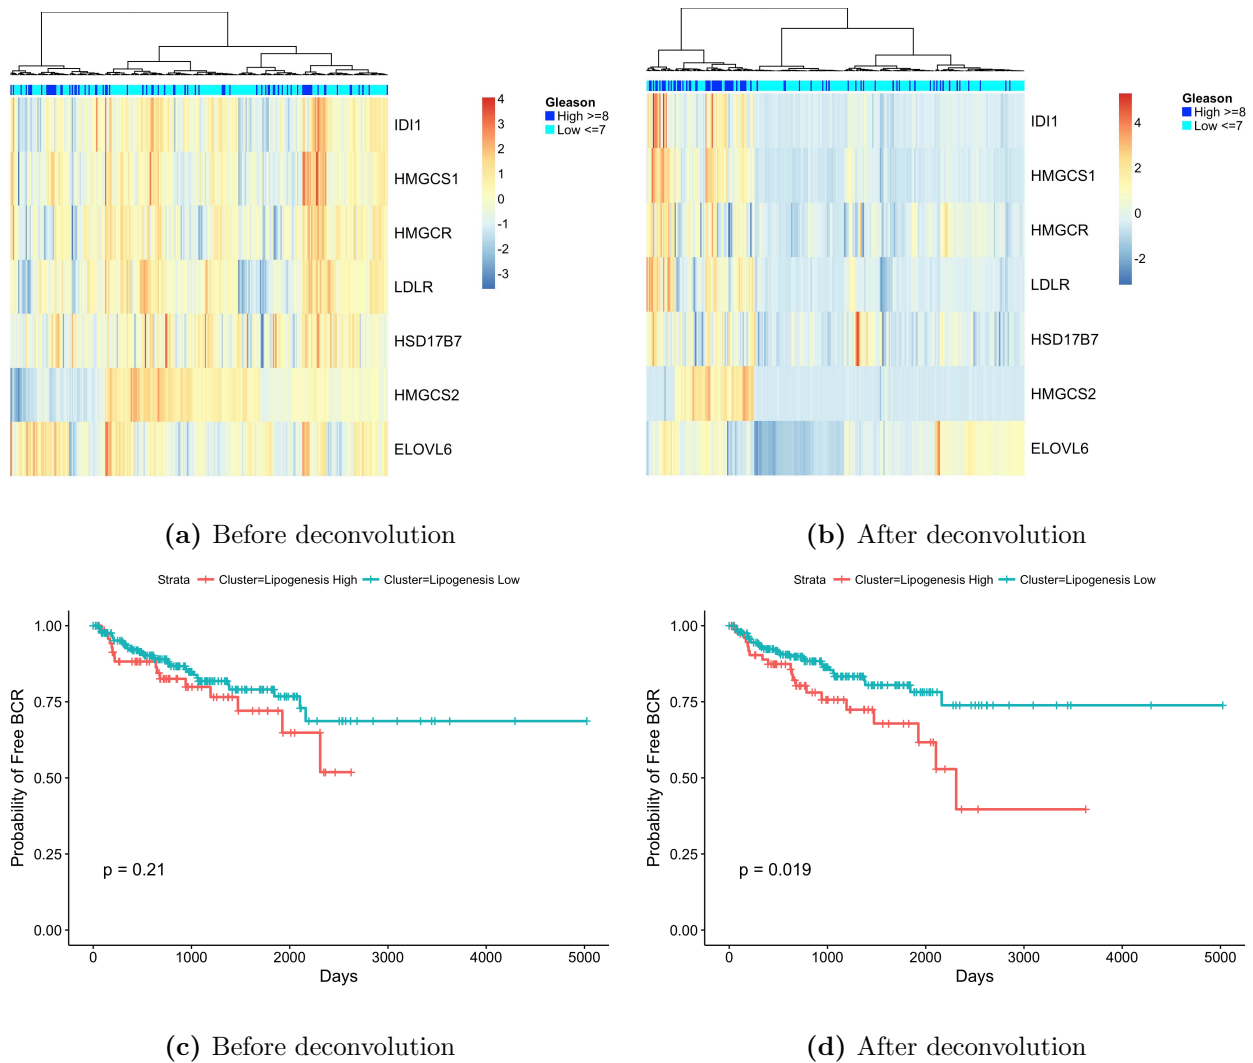 4
3
2
1
0
-1
-2
-3
Gleason
High >=8
Low <=7
IDI1
HMGCS1
HMGCR
LDLR
HSD17B7
HMGCS2
ELOVL6
(a) Before deconvolution
4
2
0
-2
Gleason
High >=8
Low <=7
IDI1
HMGCS1
HMGCR
LDLR
HSD17B7
HMGCS2
ELOVL6
(b) After deconvolution
Strata Cluster=Lipogenesis High Cluster=Lipogenesis Low
Probability of Free BCR
1.00
0.75
0.50
0.25
0.00
p = 0.21
0 1000 2000 3000 4000 5000
Days
(c) Before deconvolution
Strata Cluster=Lipogenesis High Cluster=Lipogenesis Low
Probability of Free BCR
1.00
0.75
0.50
0.25
0.00
p = 0.019
0 1000 2000 3000 4000 5000
Days
(d) After deconvolution